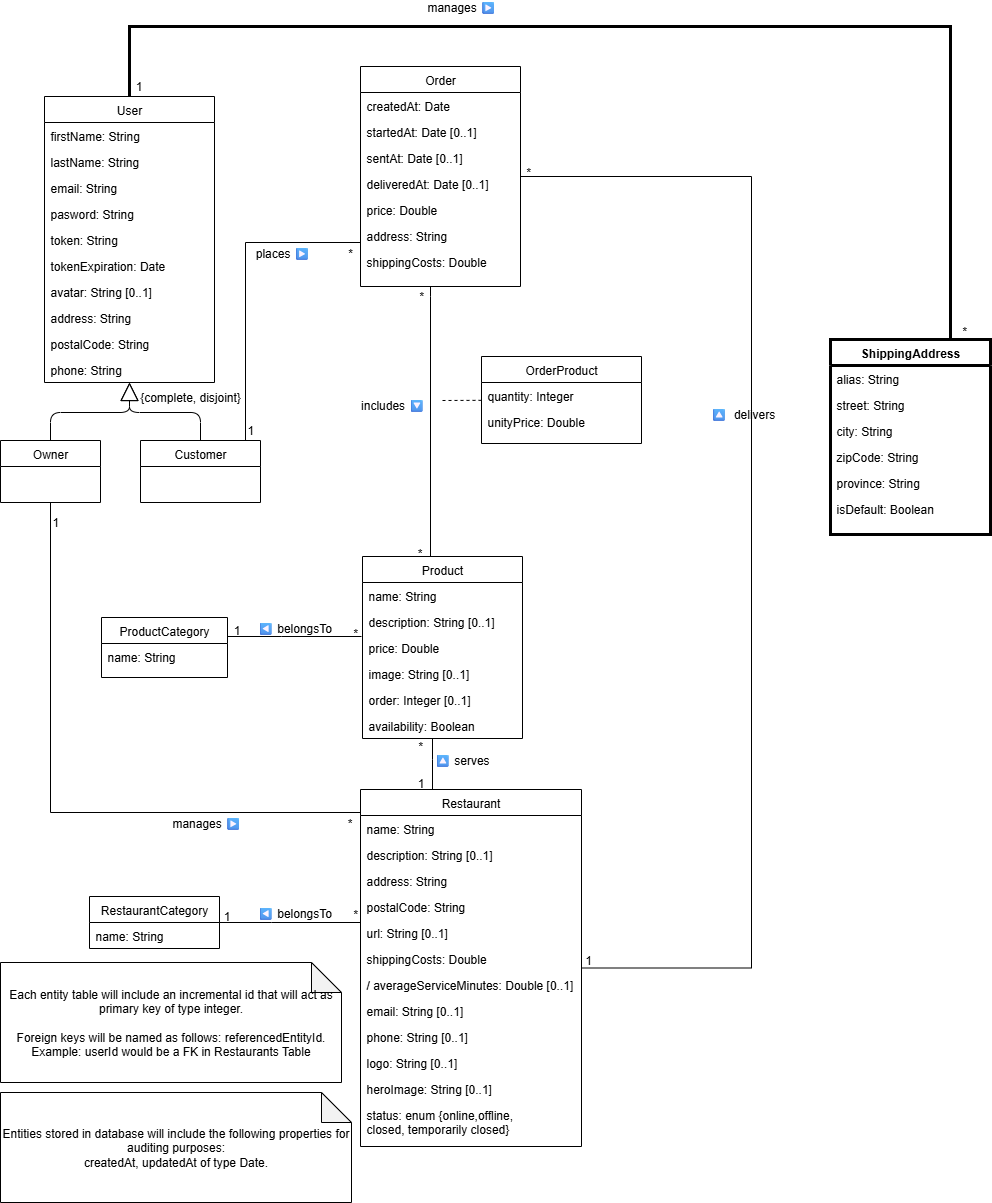 manages ▶
1
User
firstName: String
lastName: String
email: String
pasword: String
token: String
tokenExpiration: Date
avatar: String [0..1]
address: String
postalCode: String
phone: String
{complete, disjoint}
Owner
1
Customer
1
places ▶
*
Order
createdAt: Date
startedAt: Date [0..1]
sentAt: Date [0..1]
deliveredAt: Date [0..1]
price: Double
address: String
shippingCosts: Double
*
*
includes 🔽
OrderProduct
quantity: Integer
unityPrice: Double
🔼 delivers
*
ShippingAddress
alias: String
street: String
city: String
zipCode: String
province: String
isDefault: Boolean
*
Product
name: String
description: String [0..1]
price: Double
image: String [0..1]
order: Integer [0..1]
availability: Boolean
ProductCategory
name: String
1
◀ belongsTo
*
*
🔼 serves
1
Restaurant
name: String
description: String [0..1]
address: String
postalCode: String
url: String [0..1]
shippingCosts: Double
/ averageServiceMinutes: Double [0..1]
email: String [0..1]
phone: String [0..1]
logo: String [0..1]
heroImage: String [0..1]
status: enum {online,offline,
closed, temporarily closed}
1
manages ▶
*
RestaurantCategory
name: String
1
◀ belongsTo
*
Each entity table will include an incremental id that will act as
primary key of type integer.
Foreign keys will be named as follows: referencedEntityId.
Example: userId would be a FK in Restaurants Table
Entities stored in database will include the following properties for
auditing purposes:
createdAt, updatedAt of type Date.